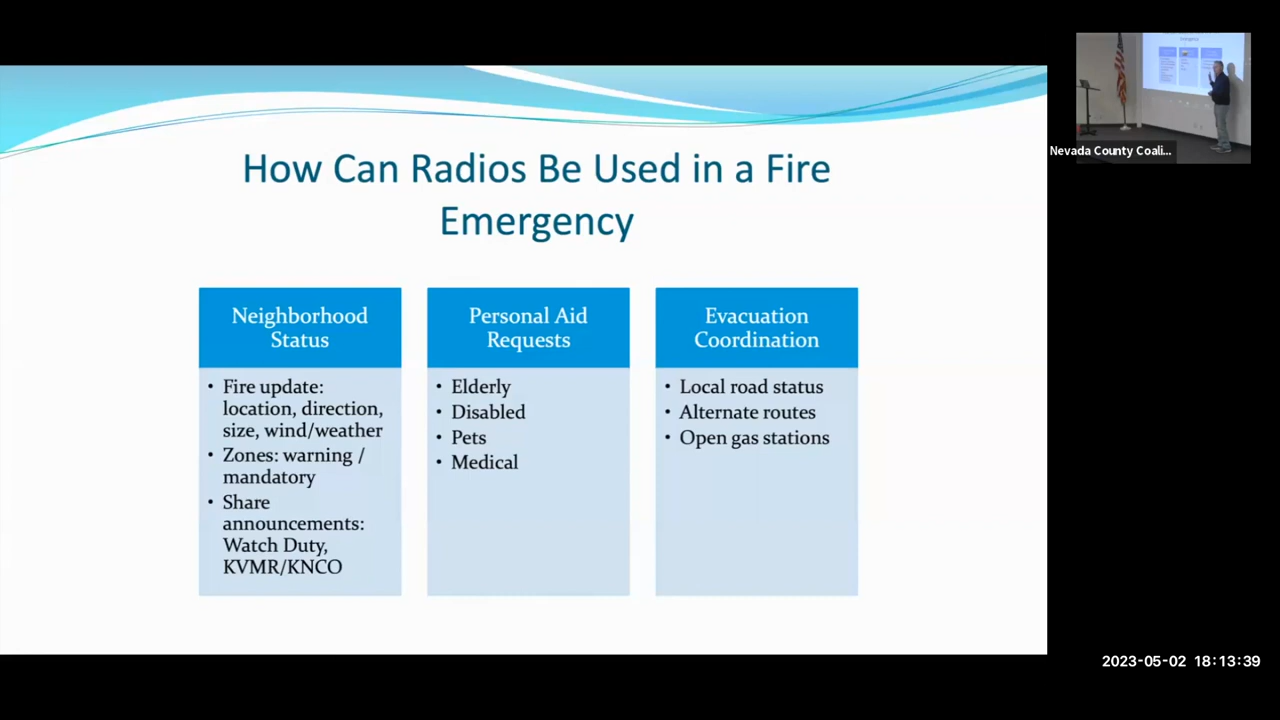 How Can Radios Be Used in a Fire
Emergency
Neighborhood
Status
• Fire update:
location, direction,
size, wind/weather
• Zones: warning /
mandatory
• Share
announcements:
Watch Duty,
KVMR/KNCO
Personal Aid
Requests
• Elderly
• Disabled
• Pets
• Medical
Evacuation
Coordination
• Local road status
• Alternate routes
• Open gas stations
Nevada County Coali...
2023-05-02 18:13:39